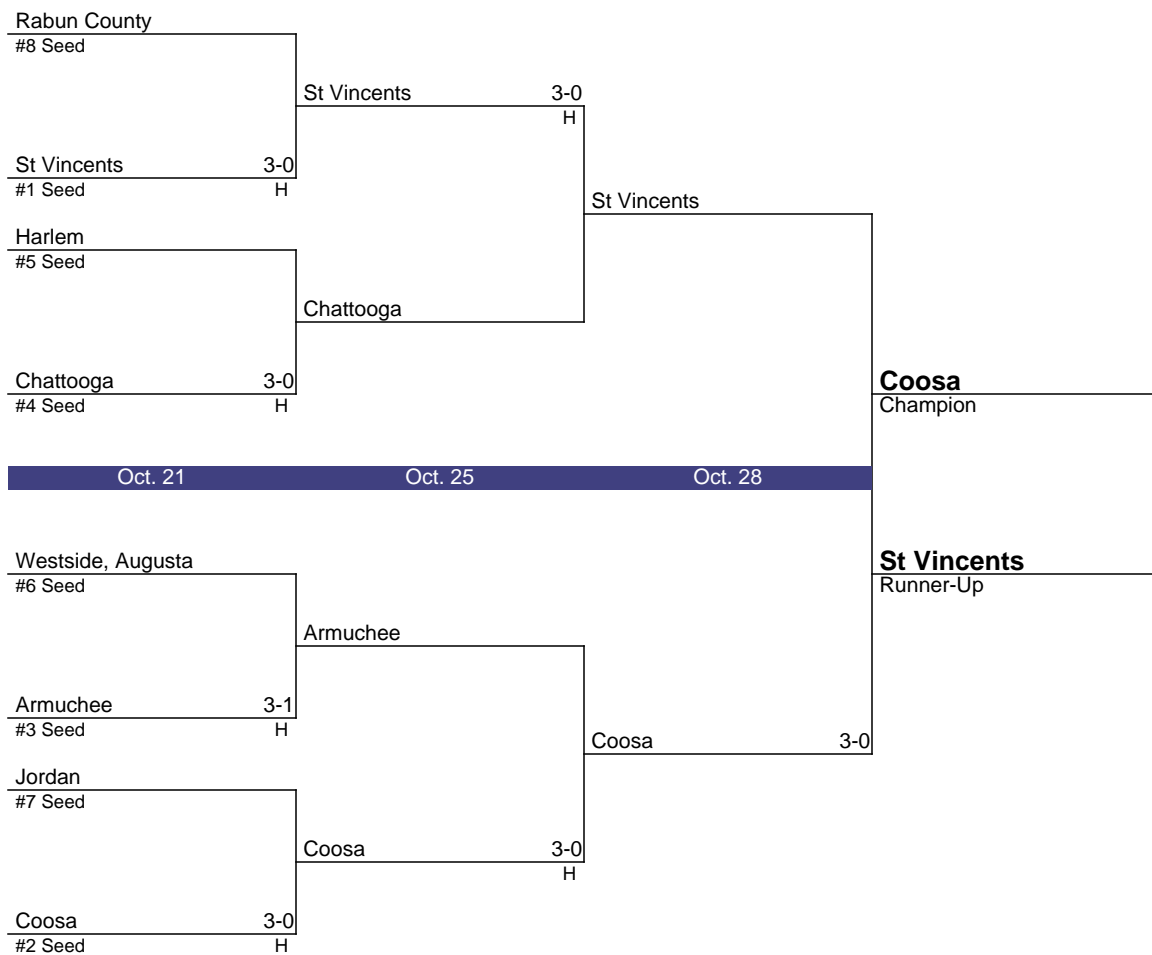 Rabun County
#8 Seed
St Vincents 3-0
H
St Vincents 3-0
#1 Seed H
St Vincents
Harlem
#5 Seed
Chattooga
Chattooga 3-0
#4 Seed H
Coosa
Champion
Oct. 21 Oct. 25 Oct. 28
Westside, Augusta
#6 Seed
St Vincents
Runner-Up
Armuchee
Armuchee 3-1
#3 Seed H
Coosa 3-0
Jordan
#7 Seed
Coosa 3-0
H
Coosa 3-0
#2 Seed H